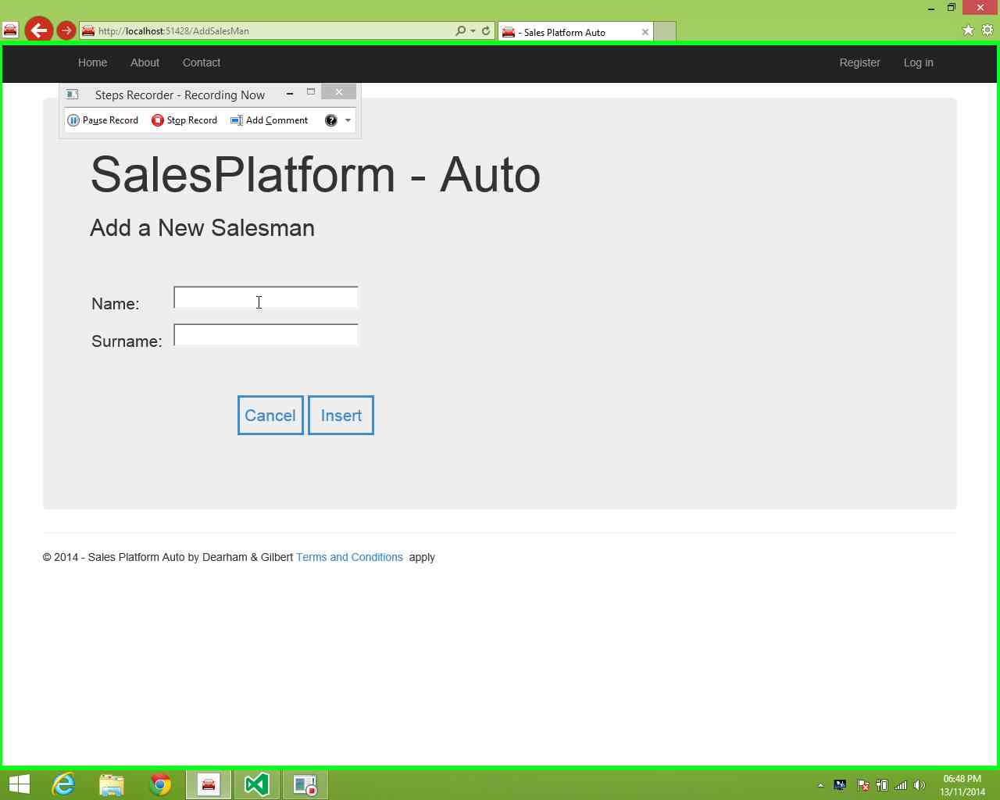 http://localhost:51428/AddSalesMan
- Sales Platform Auto
Home About Contact Register Log in
Steps Recorder - Recording Now
Pause Record Stop Record Add Comment
SalesPlatform - Auto
Add a New Salesman
Name:
Surname:
Cancel Insert
© 2014 - Sales Platform Auto by Dearham & Gilbert Terms and Conditions apply
06:48 PM
13/11/2014